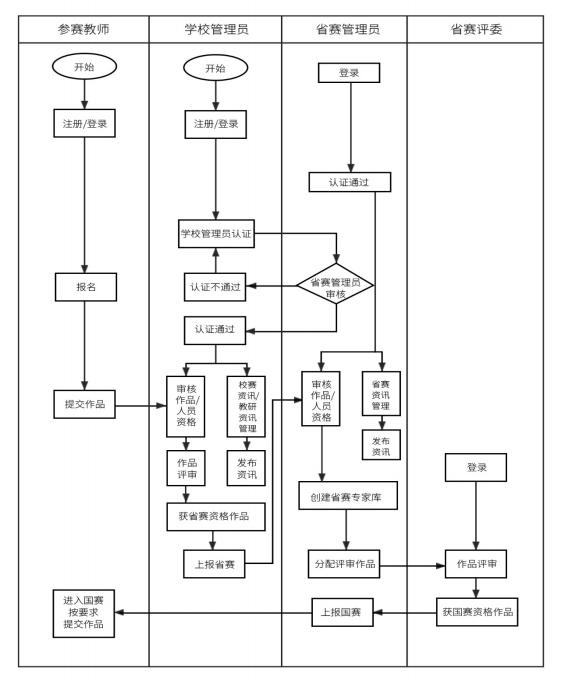 参赛教师
学校管理员
省赛管理员
省赛评委
开始
开始
登录
注册/登录
注册/登录
认证通过
学校管理员认证
省赛管理员
审核
报名
认证不通过
认证通过
提交作品
审核
作品/
人员
资格
校赛
资讯/
教研
资讯
管理
审核
作品/
人员
资格
省赛
资讯
管理
发布
资讯
作品
评审
发布
资讯
登录
获省赛资格作品
创建省赛专家库
上报省赛
分配评审作品
作品评审
进入国赛
按要求
提交作品
上报国赛
获国赛资格作品